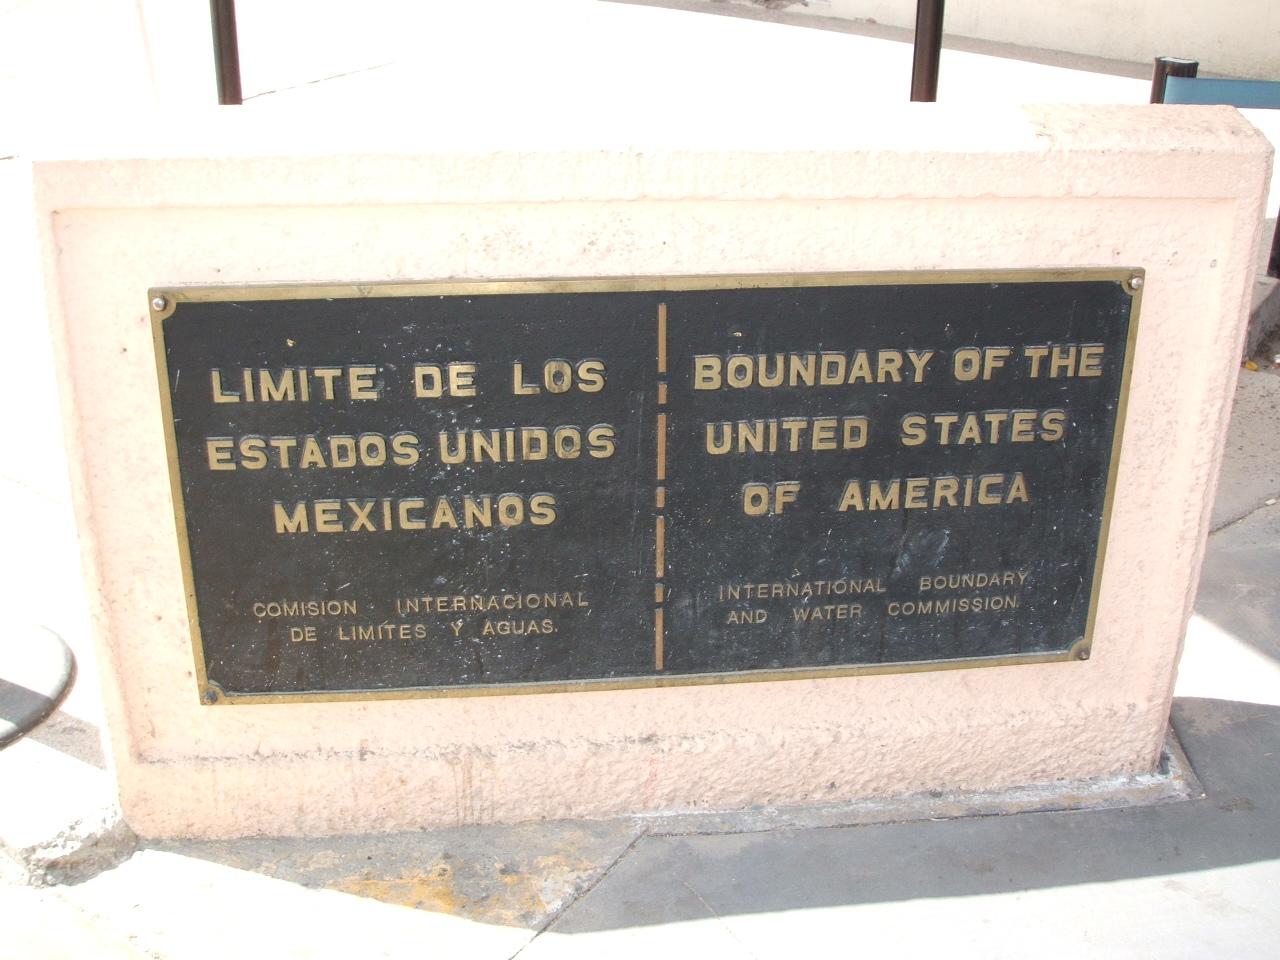 LIMITE DE LOS
ESTADOS UNIDOS
MEXICANOS
COMISION INTERNACIONAL
DE LIMITES Y AGUAS.
BOUNDARY OF THE
UNITED STATES
OF AMERICA
INTERNATIONAL BOUNDARY
AND WATER COMMISSION.